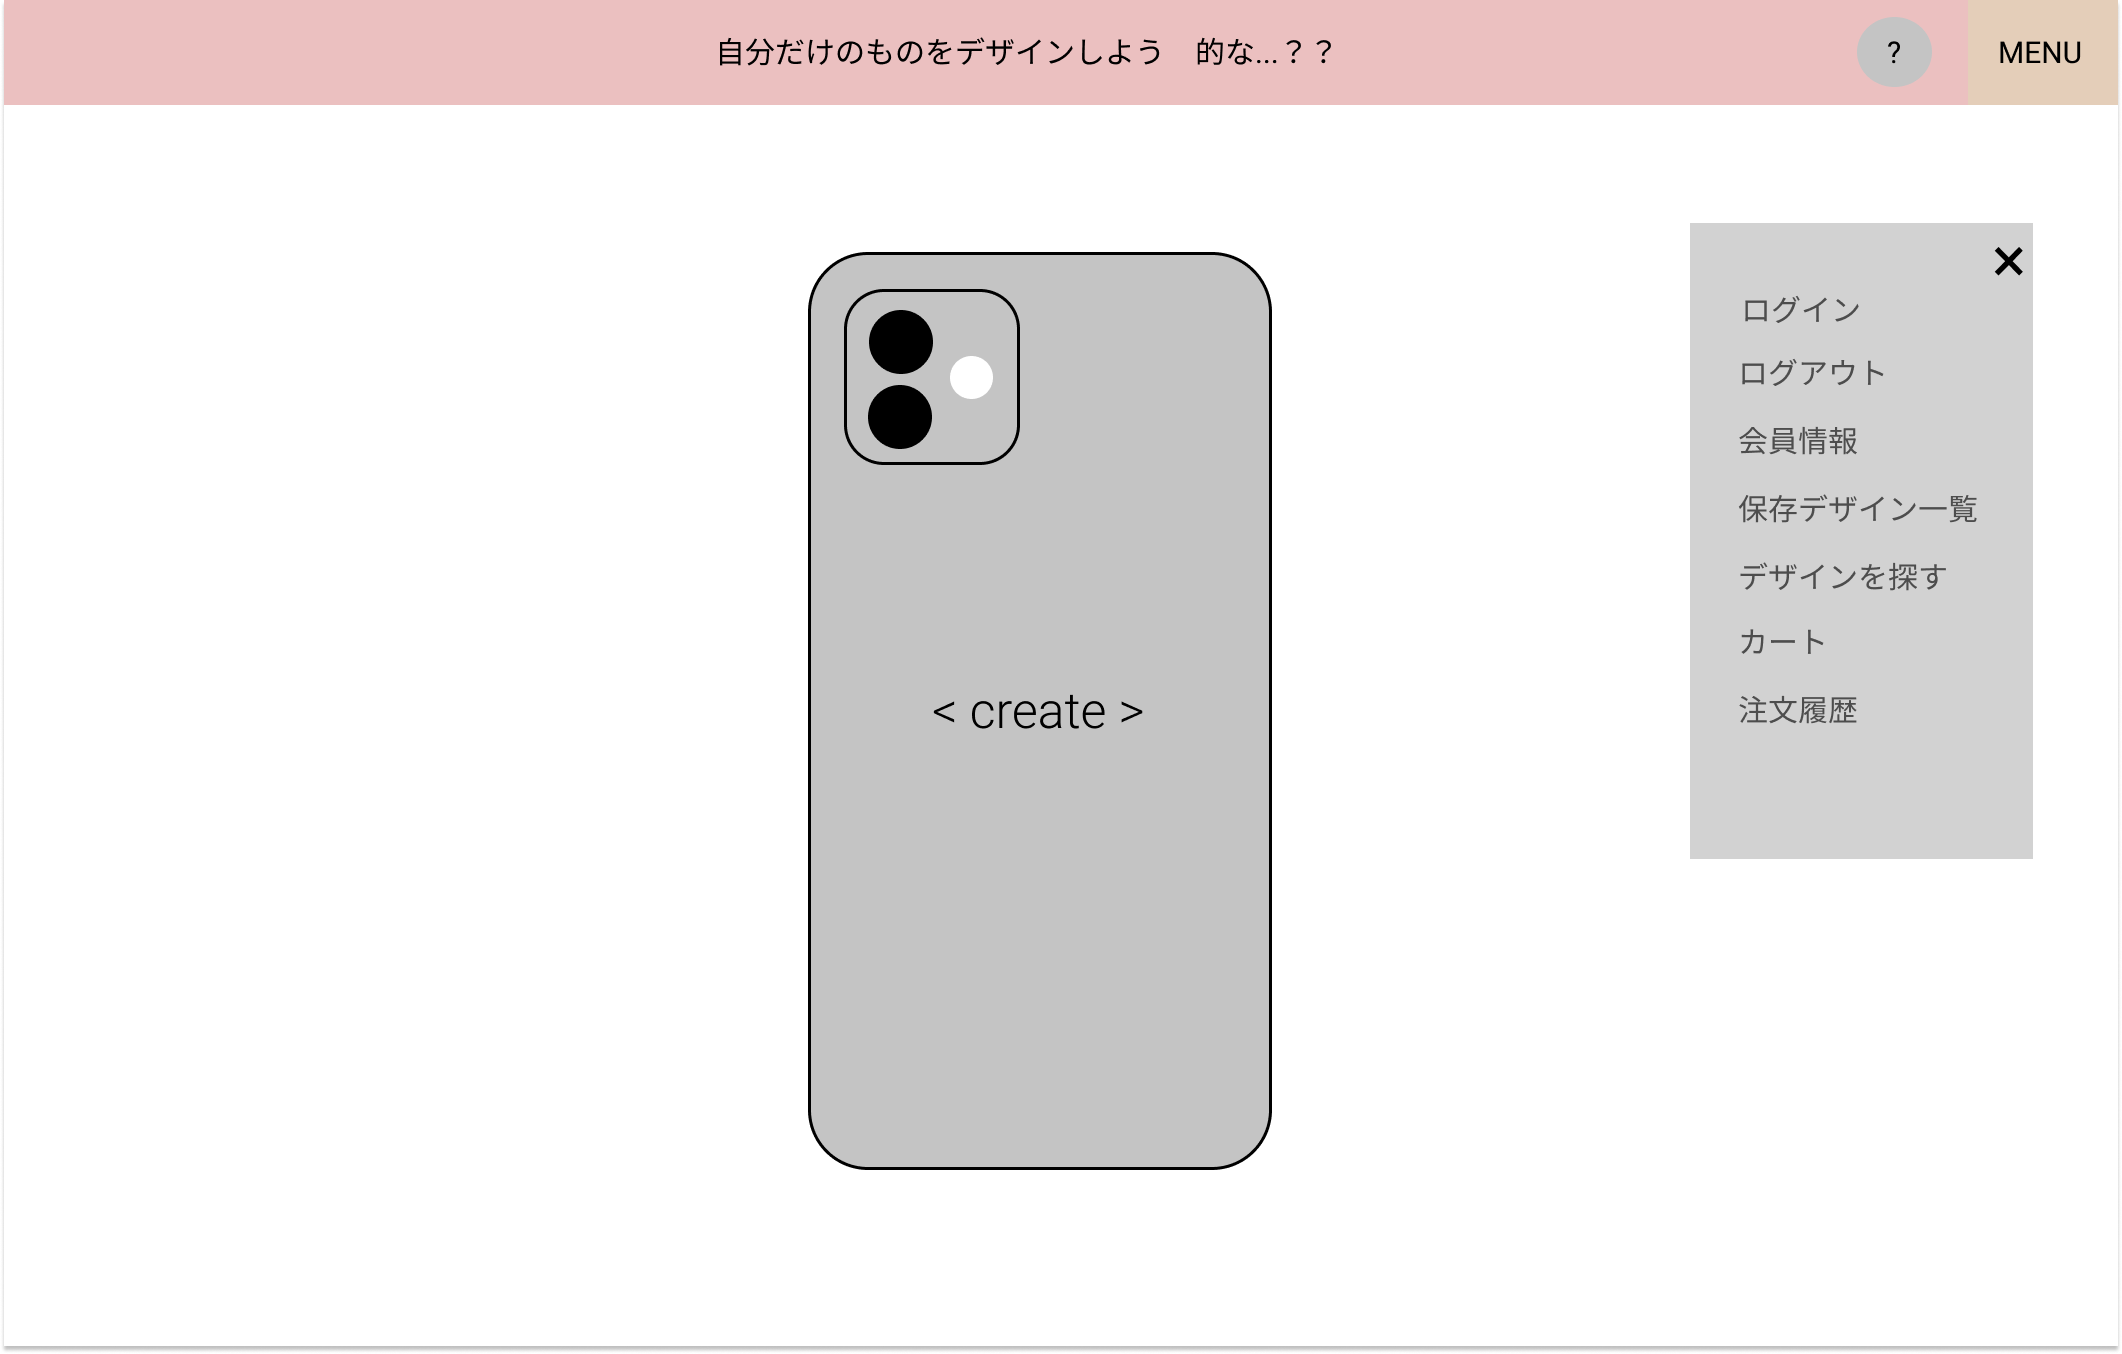 自分だけのものをデザインしよう　的な...？？
?
MENU
ログイン
ログアウト
会員情報
保存デザイン一覧
デザインを探す
カート
注文履歴
< create >